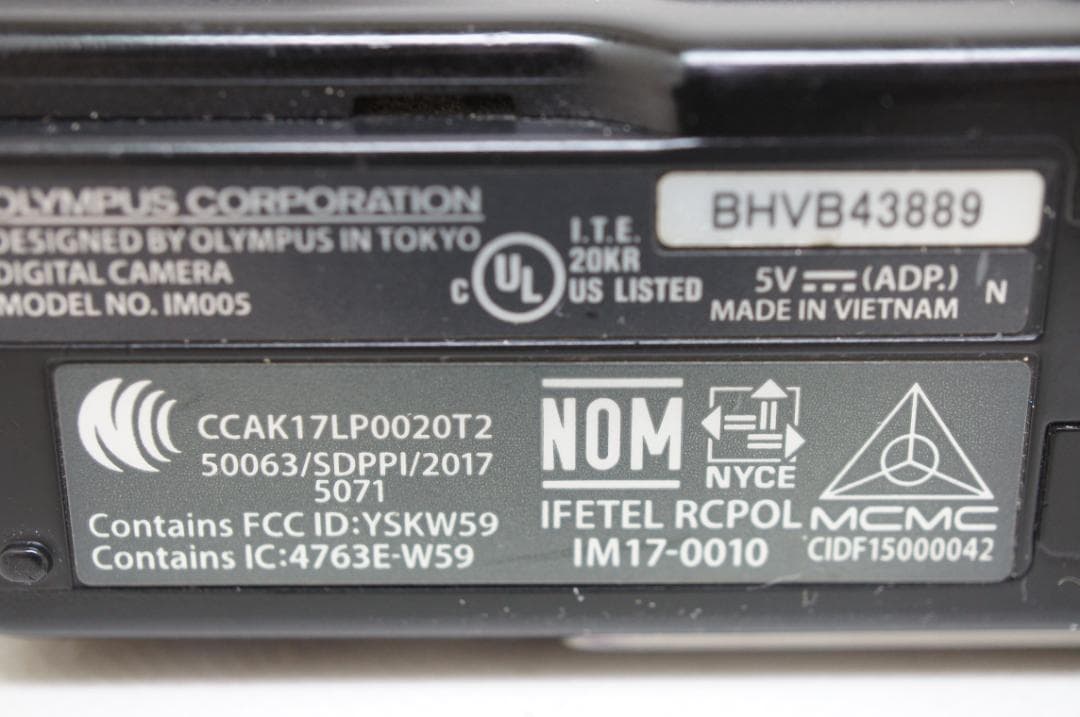 OLYMPUS CORPORATION
DESIGNED BY OLYMPUS IN TOKYO
DIGITAL CAMERA
MODEL NO. IM005
C UL US LISTED
I.T.E.
20KR
BHVB43889
5V (ADP.)
MADE IN VIETNAM
N
CCAK17LP0020T2
50063/SDPPI/2017
5071
Contains FCC ID:YSKW59
Contains IC:4763E-W59
NOM
NYCE
IFETEL RCPOL
IM17-0010
MCMC
CIDF15000042